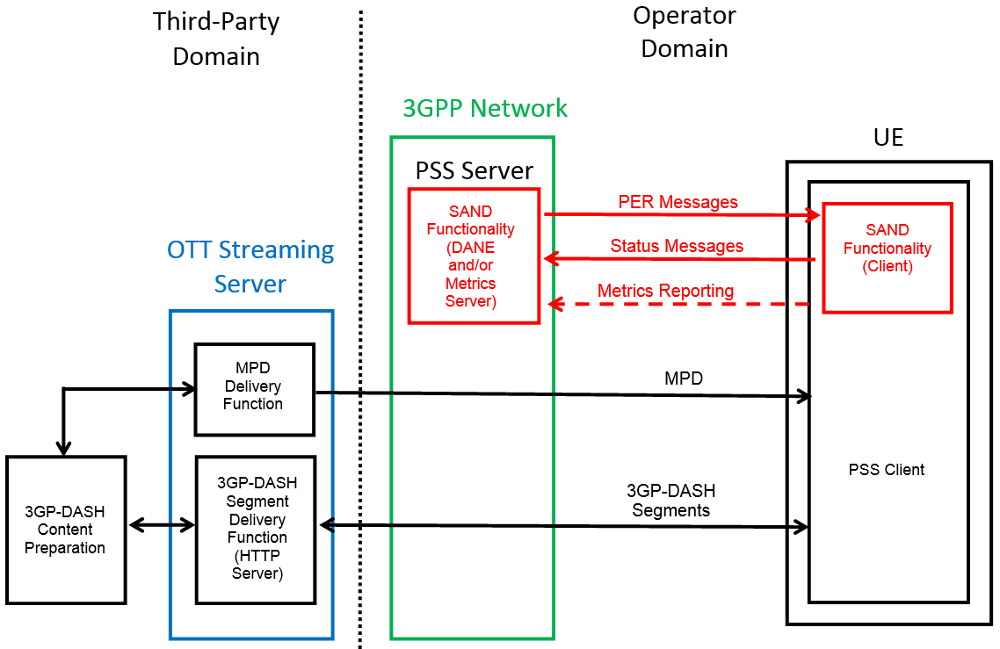 Third-Party
Domain
Operator
Domain
3GPP Network
UE
PSS Server
SAND
Functionality
(DANE
and/or
Metrics
Server)
PER Messages
Status Messages
Metrics Reporting
SAND
Functionality
(Client)
OTT Streaming
Server
MPD
Delivery
Function
MPD
3GP-DASH
Content
Preparation
3GP-DASH
Segment
Delivery
Function
(HTTP
Server)
3GP-DASH
Segments
PSS Client